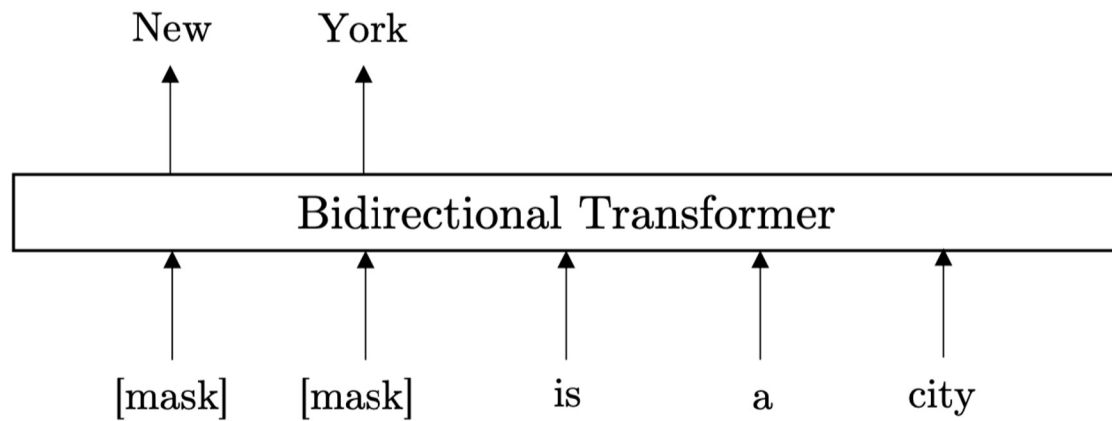 New York
Bidirectional Transformer
[mask] [mask] is a city